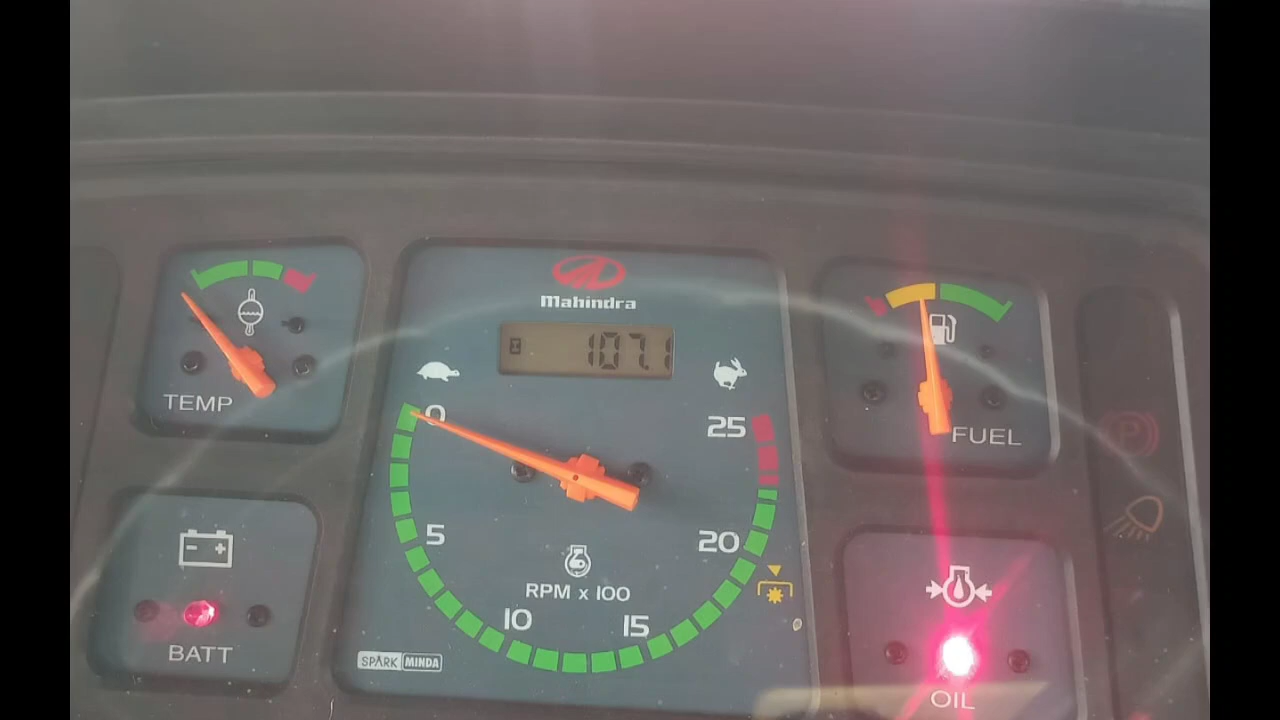 Mahindra
107.1
TEMP
0
25
FUEL
5
20
BATT
RPM x 100
10
15
SPARK MINDA
OIL
P